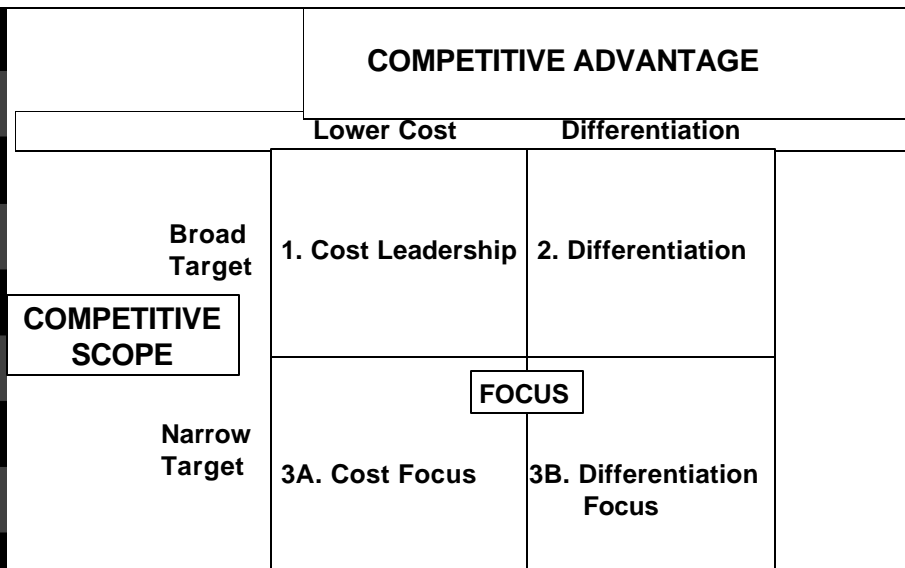 COMPETITIVE ADVANTAGE
Lower Cost Differentiation
Broad
Target
1. Cost Leadership 2. Differentiation
COMPETITIVE
SCOPE
FOCUS
Narrow
Target
3A. Cost Focus 3B. Differentiation
Focus